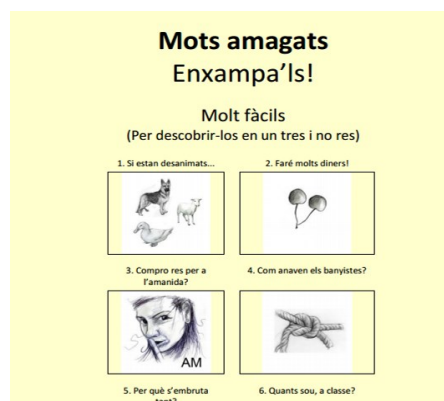 Mots amagats
Enxampa’ls!
Molt fàcils
(Per descobrir-los en un tres i no res)
1. Si estan desanimats...
2. Faré molts diners!
3. Compro res per a
l’amanida?
4. Com anaven els banyistes?
AM
5. Per què s’embruta
tant?
6. Quants sou, a classe?